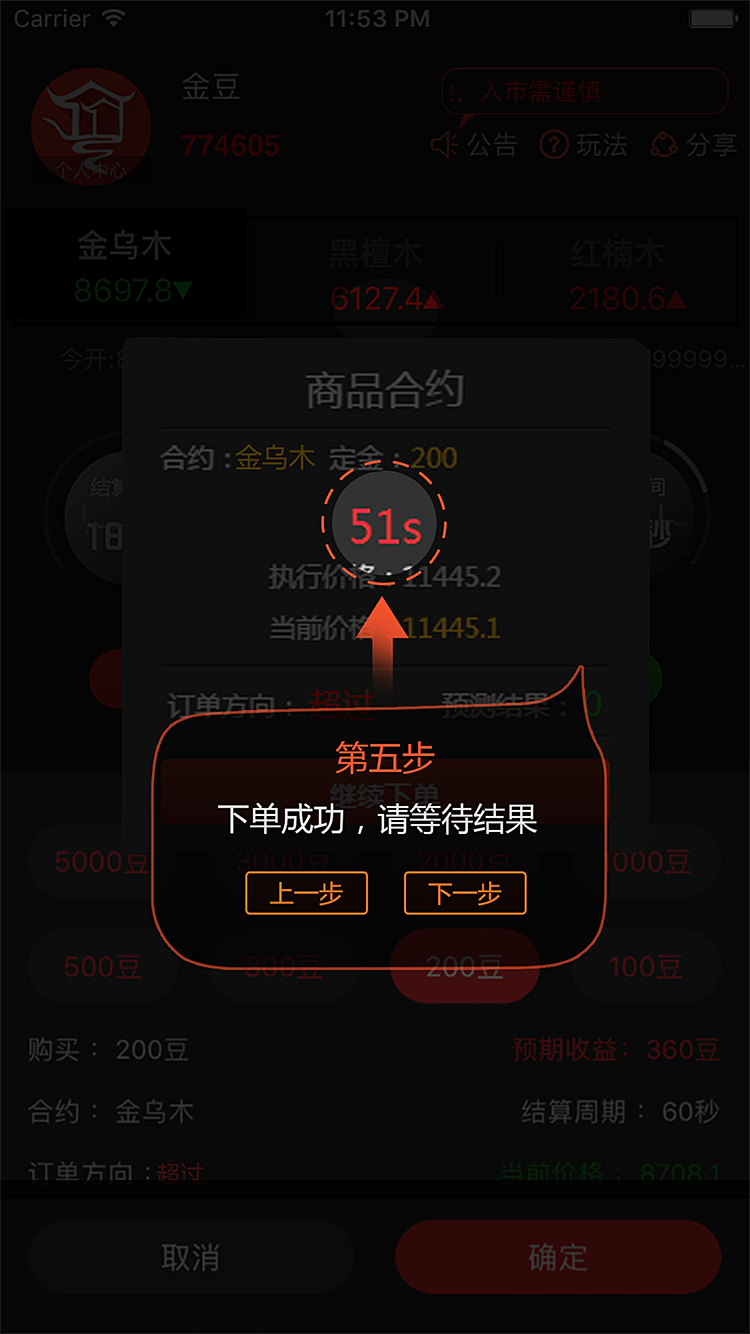 Carrier 11:53 PM
金豆
?，入市需谨慎
774605
公告 玩法 分享
个人中心
金乌木 黑檀木 红楠木
8697.8▼ 6127.4▲ 2180.6▲
今开:8 99999...
商品合约
合约：金乌木 定金：200
结算 间
18 51s 秒
执行价格：11445.2
当前价格 11445.1
订单方向：超过 预测结果：0
第五步
继续下单
下单成功，请等待结果
5000豆 3000豆 2000豆 1000豆
上一步 下一步
500豆 300豆 200豆 100豆
购买： 200豆 预期收益： 360豆
合约： 金乌木 结算周期： 60秒
订单方向：超过 当前价格： 8708.1
取消 确定